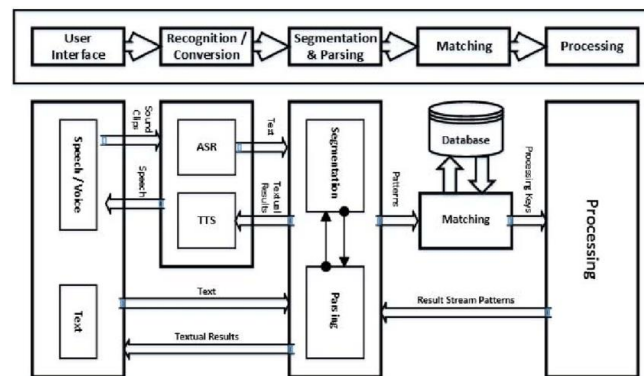 User
Interface
Recognition /
Conversion
Segmentation
& Parsing
Matching
Processing
Speech / Voice
Text
Sound
Clips
Speech
ASR
TTS
Text
Textual
Results
Segmentation
Parsing
Patterns
Database
Matching
Processing Keys
Processing
Text
Textual Results
Result Stream Patterns